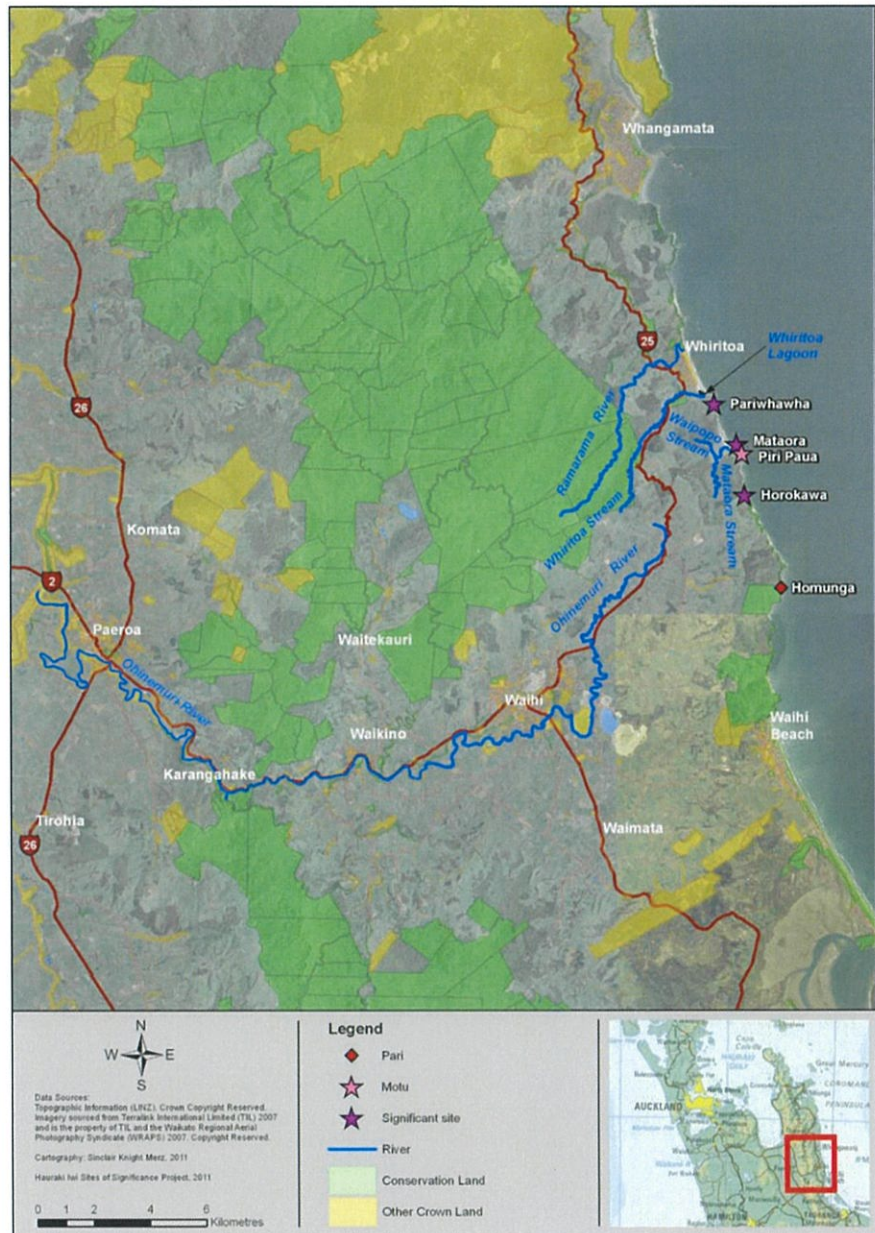 Whangamata
25
Whiritoa
Whiritoa
Lagoon
Pariwhawha
26
Ramarama River
Waipopo
Stream
Mataora
Piri Paua
Mataora Stream
Horokawa
Whiritoa Stream
Komata
Ohinemuri River
2
Homunga
Paeroa
Waitekauri
Ohinemuri River
Waihi
Waihi
Beach
Waikino
Karangahake
Tirohia
26
Waimata
N
W E
S
Data Sources:
Topographic Information (LINZ). Crown Copyright Reserved.
Imagery sourced from Terralink International Limited (TIL) 2007
and is the property of TIL and the Waikato Regional Aerial
Photography Syndicate (WRAPS) 2007. Copyright Reserved.
Cartography: Sinclair Knight Merz, 2011
Hauraki Iwi Sites of Significance Project, 2011
0 1 2 4 6
Kilometres
Legend
Pari
Motu
Significant site
River
Conservation Land
Other Crown Land
Great Mercury
AUCKLAND
HAMILTON
TAURANGA